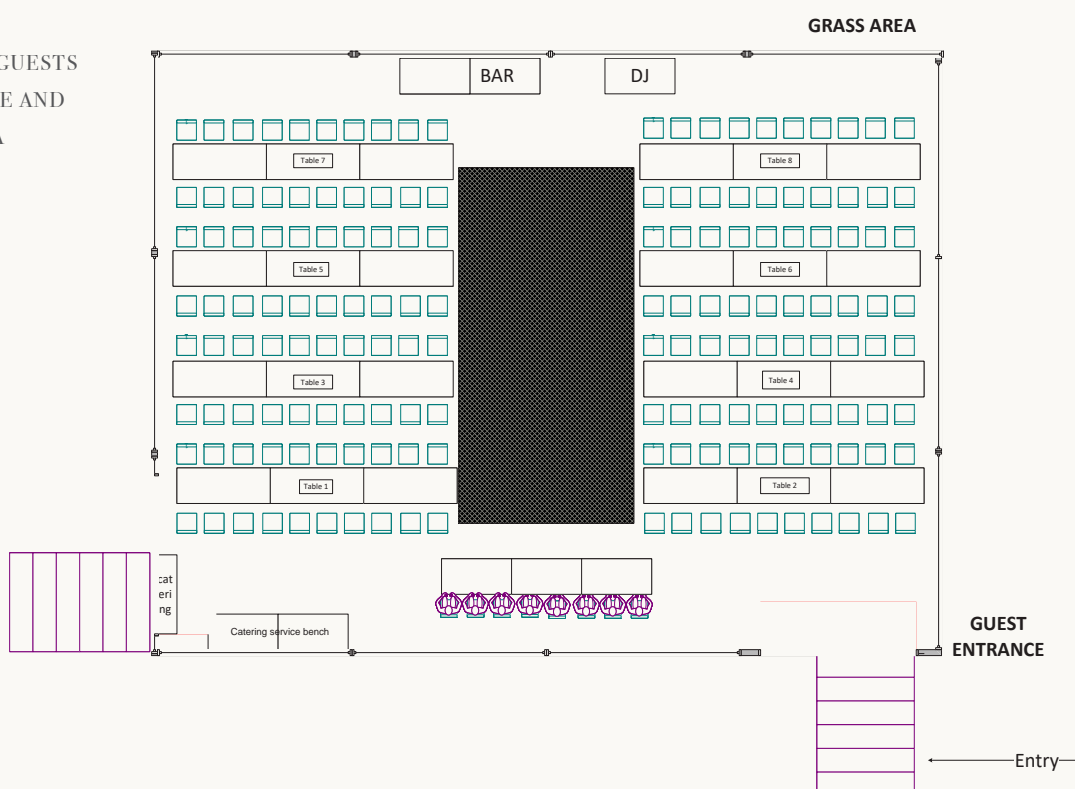 GRASS AREA
GUESTS
E AND
BAR
DJ
Table 7
Table 8
Table 5
Table 6
Table 3
Table 4
Table 1
Table 2
cat
eri
ng
Catering service bench
GUEST
ENTRANCE
Entry